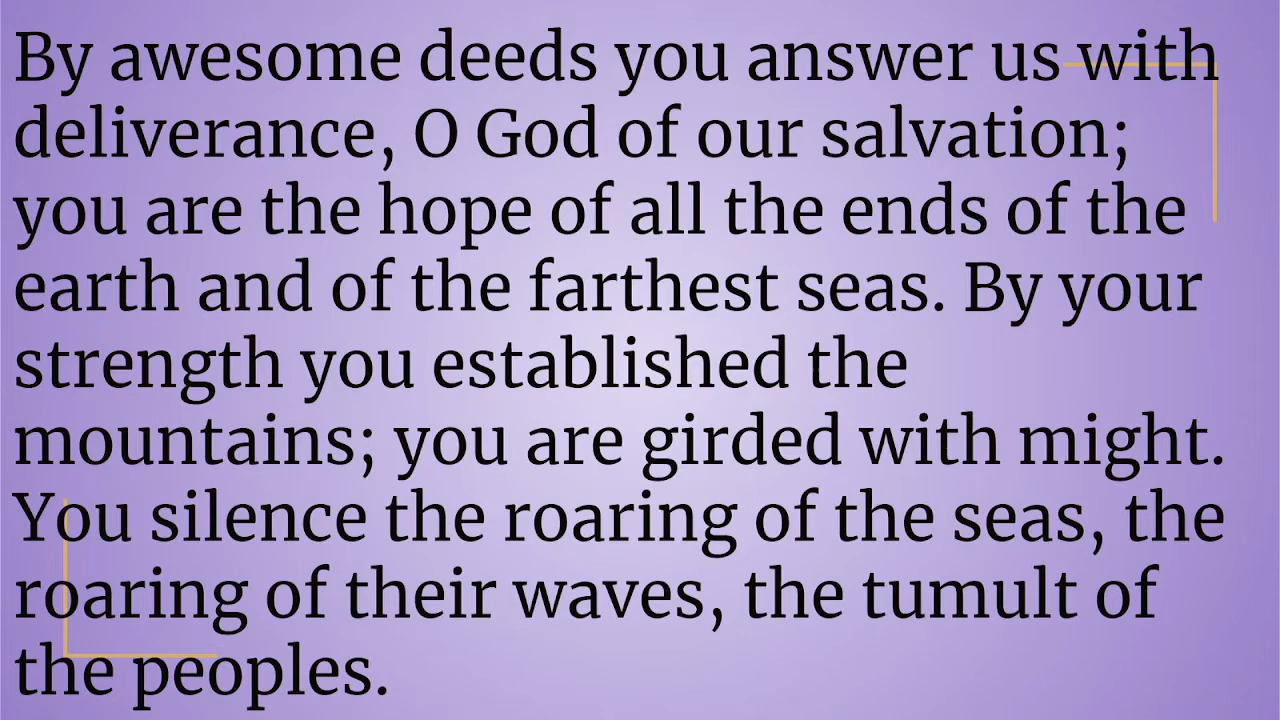 By awesome deeds you answer us with
deliverance, O God of our salvation;
you are the hope of all the ends of the
earth and of the farthest seas. By your
strength you established the
mountains; you are girded with might.
You silence the roaring of the seas, the
roaring of their waves, the tumult of
the peoples.